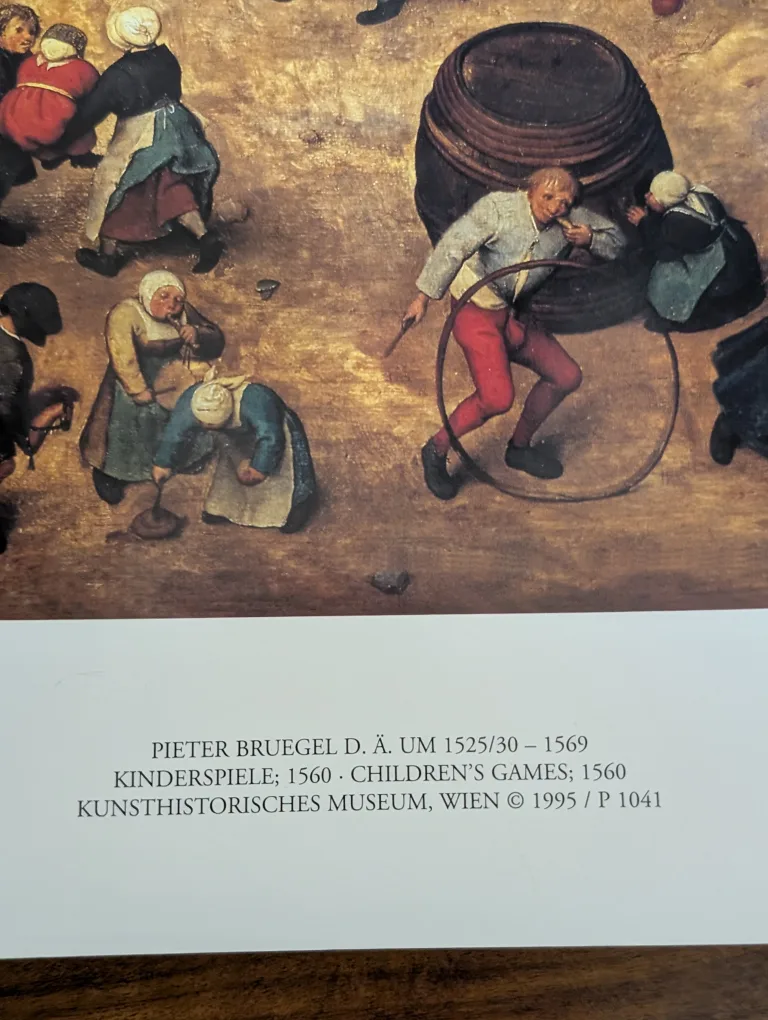 PIETER BRUEGEL D. Ä. UM 1525/30 – 1569
KINDERSPIELE; 1560 · CHILDREN'S GAMES; 1560
KUNSTHISTORISCHES MUSEUM, WIEN © 1995 / P 1041